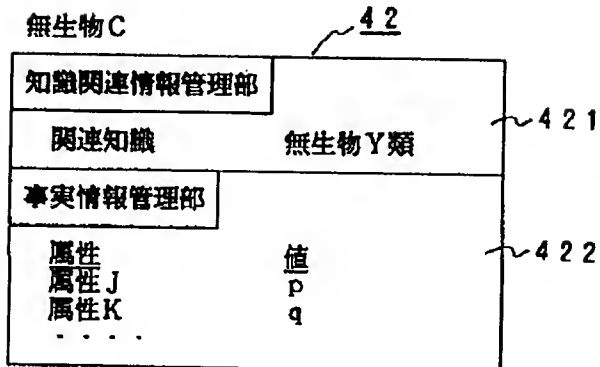 無生物C
42
知識関連情報管理部
関連知識 無生物Y類
421
事実情報管理部
属性 値
422
属性J p
属性K q
・・・・